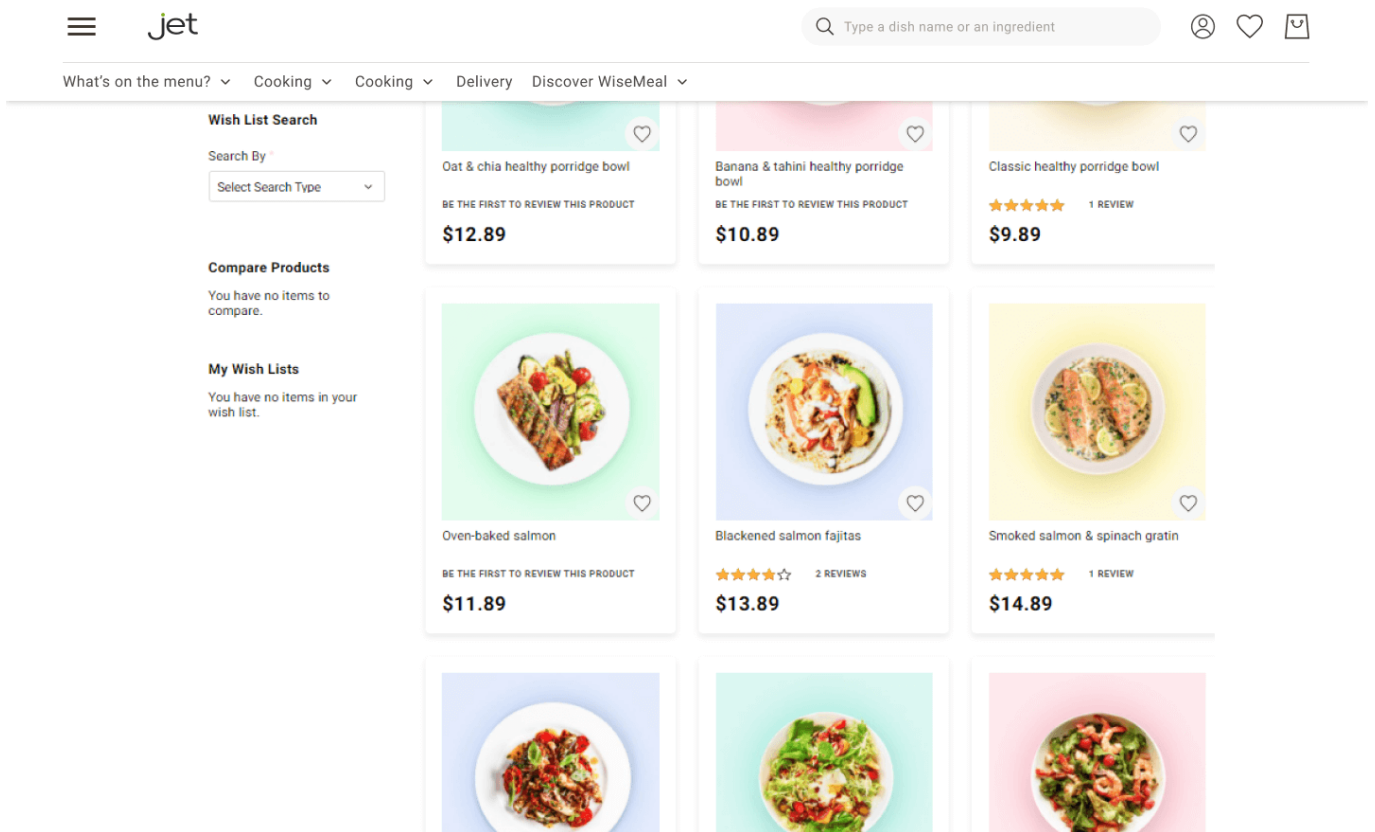 jet
Type a dish name or an ingredient
What's on the menu? Cooking Cooking Delivery Discover WiseMeal
Wish List Search
Search By *
Select Search Type
Compare Products
You have no items to
compare.
My Wish Lists
You have no items in your
wish list.
Oat & chia healthy porridge bowl
BE THE FIRST TO REVIEW THIS PRODUCT
$12.89
Banana & tahini healthy porridge
bowl
BE THE FIRST TO REVIEW THIS PRODUCT
$10.89
Classic healthy porridge bowl
1 REVIEW
$9.89
Oven-baked salmon
BE THE FIRST TO REVIEW THIS PRODUCT
$11.89
Blackened salmon fajitas
2 REVIEWS
$13.89
Smoked salmon & spinach gratin
1 REVIEW
$14.89